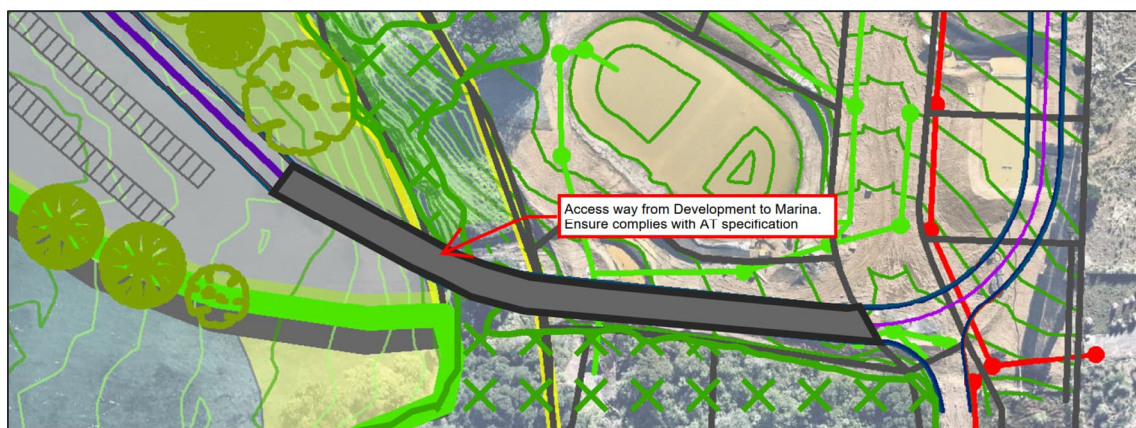 Access way from Development to Marina.
Ensure complies with AT specification